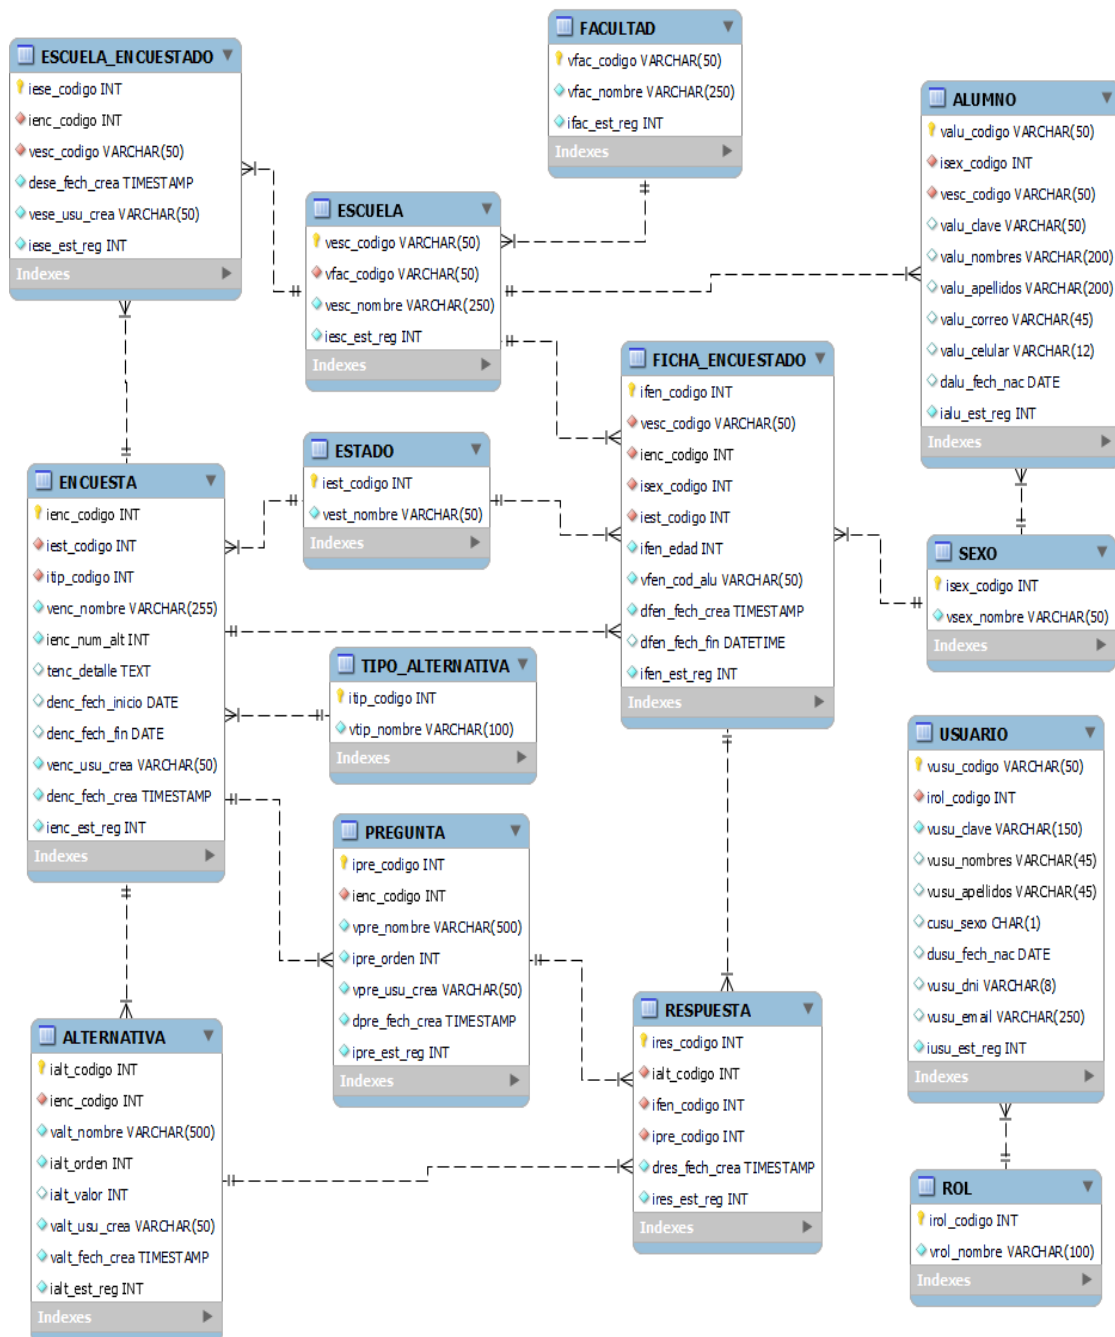 ESCUELA_ENCUESTADO
iese_codigo INT
ienc_codigo INT
vesc_codigo VARCHAR(50)
dese_fech_crea TIMESTAMP
vese_usu_crea VARCHAR(50)
iese_est_reg INT
Indexes
FACULTAD
vfac_codigo VARCHAR(50)
vfac_nombre VARCHAR(250)
ifac_est_reg INT
Indexes
ALUMNO
valu_codigo VARCHAR(50)
isex_codigo INT
vesc_codigo VARCHAR(50)
valu_clave VARCHAR(50)
valu_nombres VARCHAR(200)
valu_apellidos VARCHAR(200)
valu_correo VARCHAR(45)
valu_celular VARCHAR(12)
dalu_fech_nac DATE
ialu_est_reg INT
Indexes
ESCUELA
vesc_codigo VARCHAR(50)
vfac_codigo VARCHAR(50)
vesc_nombre VARCHAR(250)
iesc_est_reg INT
Indexes
FICHA_ENCUESTADO
ifen_codigo INT
vesc_codigo VARCHAR(50)
ienc_codigo INT
isex_codigo INT
iest_codigo INT
ifen_edad INT
vfen_cod_alu VARCHAR(50)
dfen_fech_crea TIMESTAMP
dfen_fech_fin DATETIME
ifen_est_reg INT
Indexes
ESTADO
iest_codigo INT
vest_nombre VARCHAR(50)
Indexes
ENCUESTA
ienc_codigo INT
iest_codigo INT
itip_codigo INT
venc_nombre VARCHAR(255)
ienc_num_alt INT
tenc_detalle TEXT
denc_fech_inicio DATE
denc_fech_fin DATE
venc_usu_crea VARCHAR(50)
denc_fech_crea TIMESTAMP
ienc_est_reg INT
Indexes
SEXO
isex_codigo INT
vsex_nombre VARCHAR(50)
Indexes
TIPO_ALTERNATIVA
itip_codigo INT
vtip_nombre VARCHAR(100)
Indexes
USUARIO
vusu_codigo VARCHAR(50)
irol_codigo INT
vusu_clave VARCHAR(150)
vusu_nombres VARCHAR(45)
vusu_apellidos VARCHAR(45)
cusu_sexo CHAR(1)
dusu_fech_nac DATE
vusu_dni VARCHAR(8)
vusu_email VARCHAR(250)
iusu_est_reg INT
Indexes
PREGUNTA
ipre_codigo INT
ienc_codigo INT
vpre_nombre VARCHAR(500)
ipre_orden INT
vpre_usu_crea VARCHAR(50)
dpre_fech_crea TIMESTAMP
ipre_est_reg INT
Indexes
RESPUESTA
ires_codigo INT
ialt_codigo INT
ifen_codigo INT
ipre_codigo INT
dres_fech_crea TIMESTAMP
ires_est_reg INT
Indexes
ALTERNATIVA
ialt_codigo INT
ienc_codigo INT
valt_nombre VARCHAR(500)
ialt_orden INT
ialt_valor INT
valt_usu_crea VARCHAR(50)
valt_fech_crea TIMESTAMP
ialt_est_reg INT
Indexes
ROL
irol_codigo INT
vrol_nombre VARCHAR(100)
Indexes